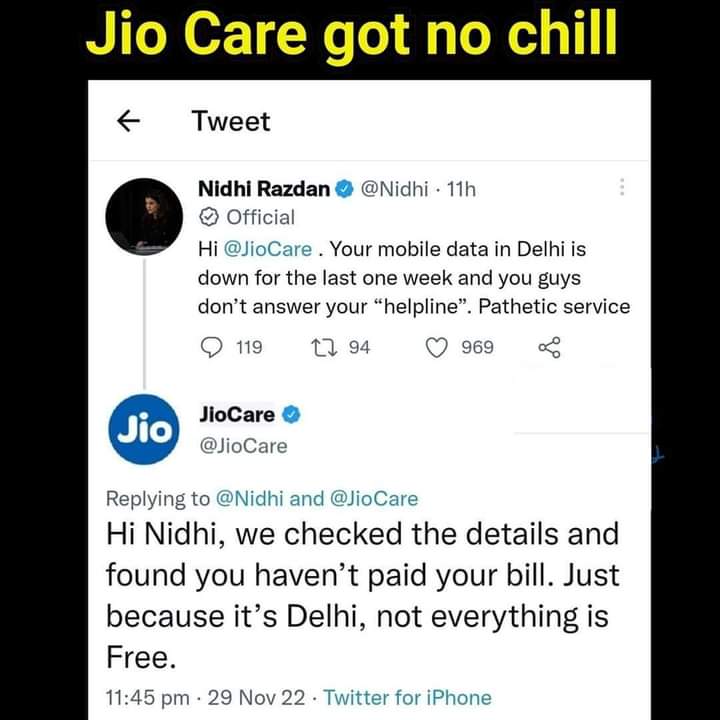 Jio Care got no chill
Tweet
Nidhi Razdan @Nidhi · 11h
Official
Hi @JioCare . Your mobile data in Delhi is
down for the last one week and you guys
don’t answer your “helpline”. Pathetic service
119 94 969
Jio
JioCare
@JioCare
Replying to @Nidhi and @JioCare
Hi Nidhi, we checked the details and
found you haven’t paid your bill. Just
because it’s Delhi, not everything is
Free.
11:45 pm · 29 Nov 22 · Twitter for iPhone